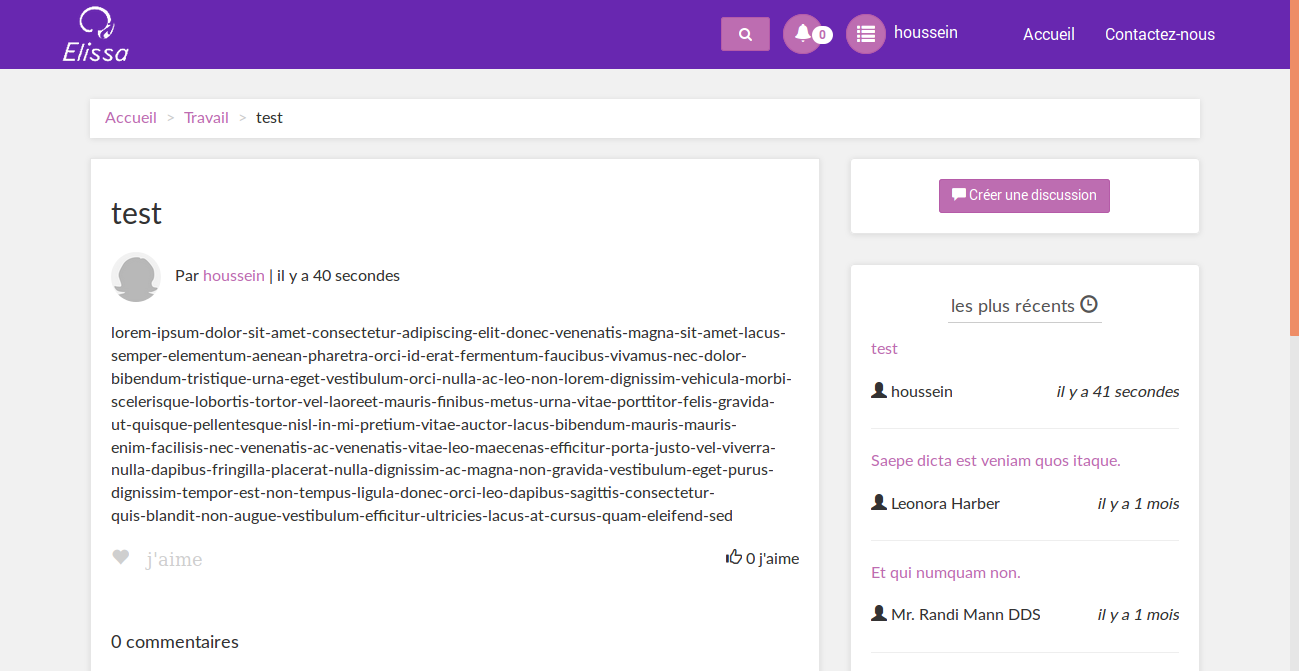 Elissa
0
houssein
Accueil
Contactez-nous
Accueil > Travail > test
test
Par houssein | il y a 40 secondes
lorem-ipsum-dolor-sit-amet-consectetur-adipiscing-elit-donec-venenatis-magna-sit-amet-lacus-
semper-elementum-aenean-pharetra-orci-id-erat-fermentum-faucibus-vivamus-nec-dolor-
bibendum-tristique-urna-eget-vestibulum-orci-nulla-ac-leo-non-lorem-dignissim-vehicula-morbi-
scelerisque-lobortis-tortor-vel-laoreet-mauris-finibus-metus-urna-vitae-porttitor-felis-gravida-
ut-quisque-pellentesque-nisl-in-mi-pretium-vitae-auctor-lacus-bibendum-mauris-mauris-
enim-facilisis-nec-venenatis-ac-venenatis-vitae-leo-maecenas-efficitur-porta-justo-vel-viverra-
nulla-dapibus-fringilla-placerat-nulla-dignissim-ac-magna-non-gravida-vestibulum-eget-purus-
dignissim-tempor-est-non-tempus-ligula-donec-orci-leo-dapibus-sagittis-consectetur-
quis-blandit-non-augue-vestibulum-efficitur-ultricies-lacus-at-cursus-quam-eleifend-sed
j'aime
0 j'aime
0 commentaires
Créer une discussion
les plus récents
test
houssein
il y a 41 secondes
Saepe dicta est veniam quos itaque.
Leonora Harber
il y a 1 mois
Et qui numquam non.
Mr. Randi Mann DDS
il y a 1 mois